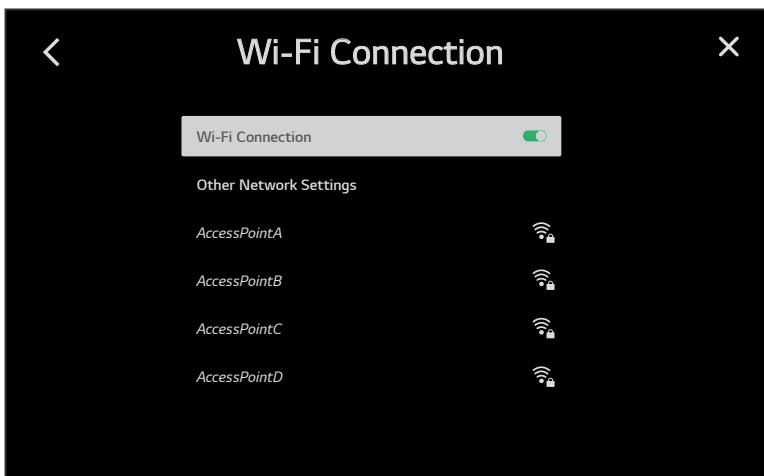 Wi-Fi Connection
Wi-Fi Connection
Other Network Settings
AccessPointA
AccessPointB
AccessPointC
AccessPointD